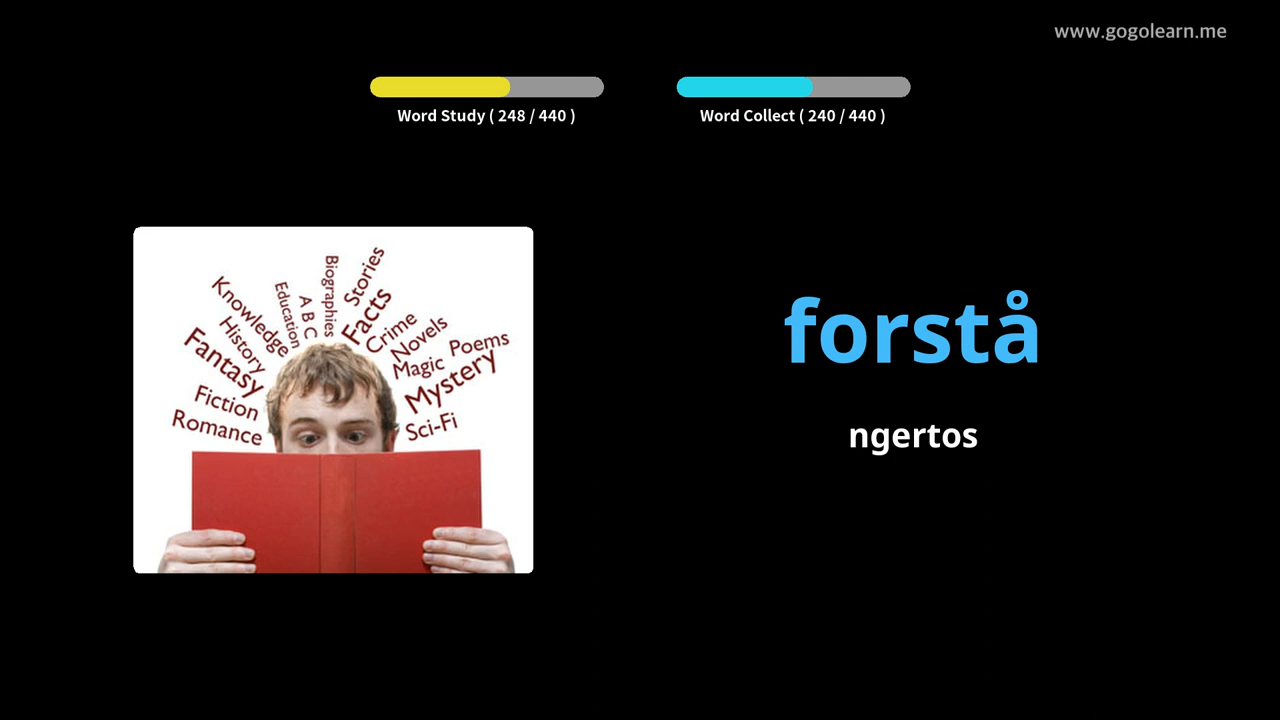 www.gogolearn.me
Word Study ( 248 / 440 )
Word Collect ( 240 / 440 )
Knowledge
History
Fantasy
Fiction
Romance
Education
A B C
Biographies
Stories
Facts
Crime
Novels
Magic
Poems
Mystery
Sci-Fi
forstå
ngertos